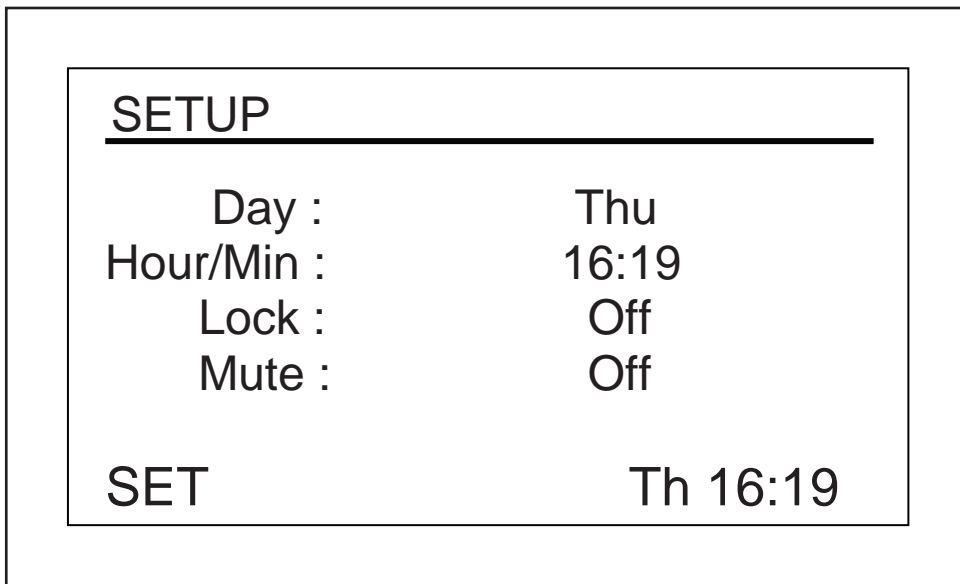 SETUP
Day : Thu
Hour/Min : 16:19
Lock : Off
Mute : Off
SET Th 16:19